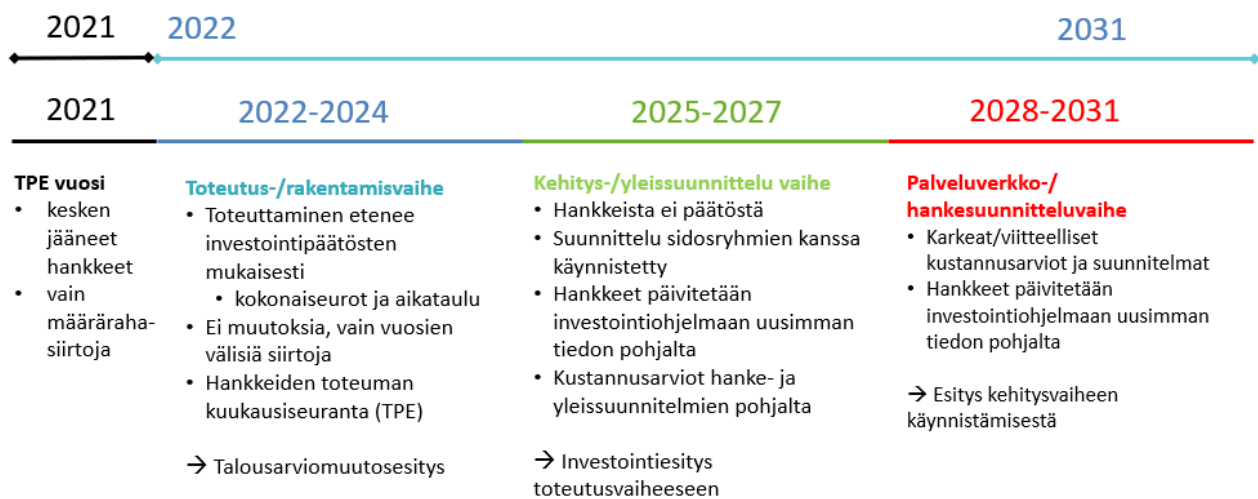 2021
2022
2031
2021
2022-2024
2025-2027
2028-2031
TPE vuosi
• kesken
jääneet
hankkeet
• vain
määräraha-
siirtoja
Toteutus-/rakentamisvaihe
• Toteuttaminen etenee
investointipäätösten
mukaisesti
• kokonaiseurot ja aikataulu
• Ei muutoksia, vain vuosien
välisiä siirtoja
• Hankkeiden toteuman
kuukausiseuranta (TPE)
→ Talousarviomuutosesitys
Kehitys-/yleissuunnittelu vaihe
• Hankkeista ei päätöstä
• Suunnittelu sidosryhmien kanssa
käynnistetty
• Hankkeet päivitetään
investointiohjelmaan uusimman
tiedon pohjalta
• Kustannusarviot hanke- ja
yleissuunnitelmien pohjalta
→ Investointiesitys
toteutusvaiheeseen
Palveluverkko-/
hankesuunnitteluvaihe
• Karkeat/viitteelliset
kustannusarviot ja suunnitelmat
• Hankkeet päivitetään
investointiohjelmaan uusimman
tiedon pohjalta
→ Esitys kehitysvaiheen
käynnistämisestä